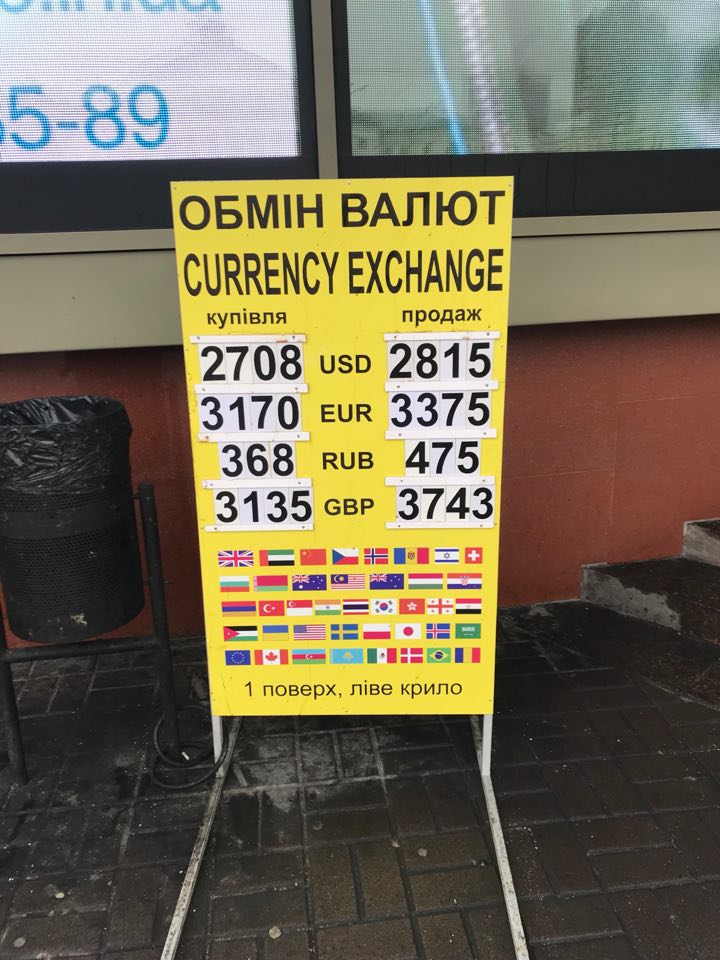 5-89
ОБМІН ВАЛЮТ
CURRENCY EXCHANGE
купівля продаж
2708 USD 2815
3170 EUR 3375
368 RUB 475
3135 GBP 3743
1 поверх, ліве крило